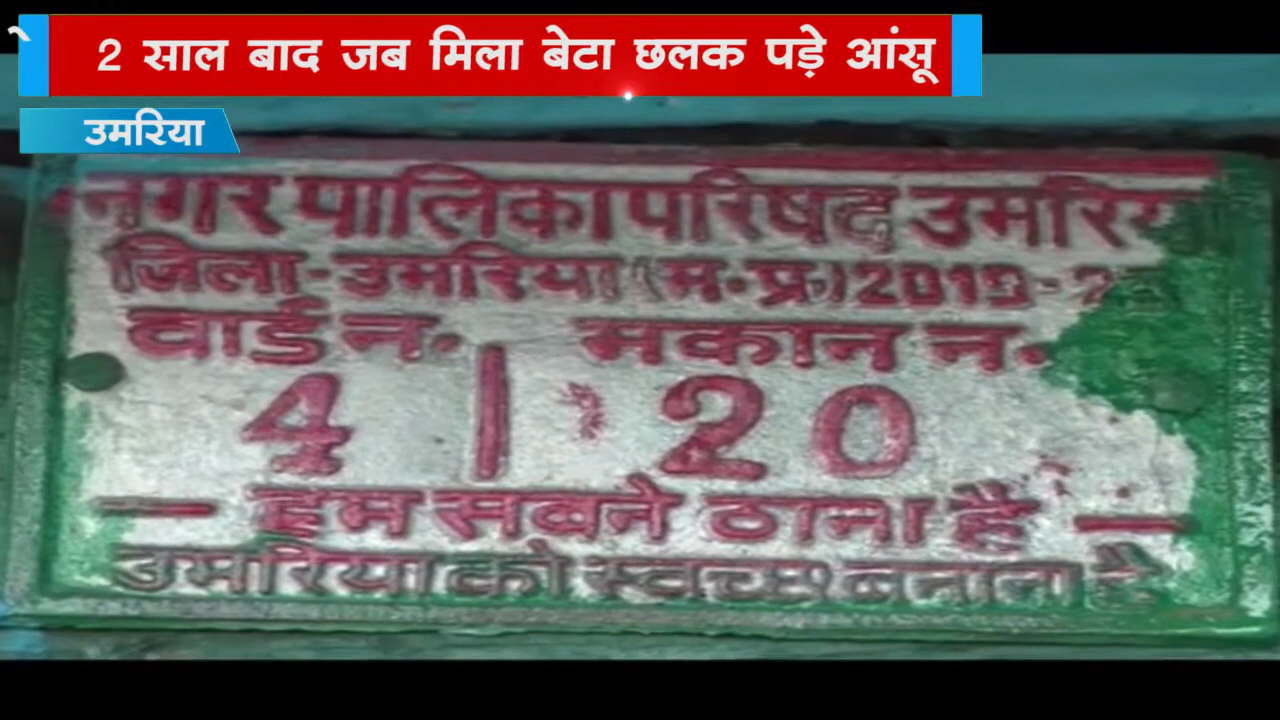 2 साल बाद जब मिला बेटा छलक पड़े आंसू
उमरिया
नगर पालिका परिषद उमरिया
जिला-उमरिया (म.प्र.) 2019-2
वार्ड न. मकान न.
4 | 20
— हम सबने ठाना है —
उमरिया को स्वच्छ बनाना है